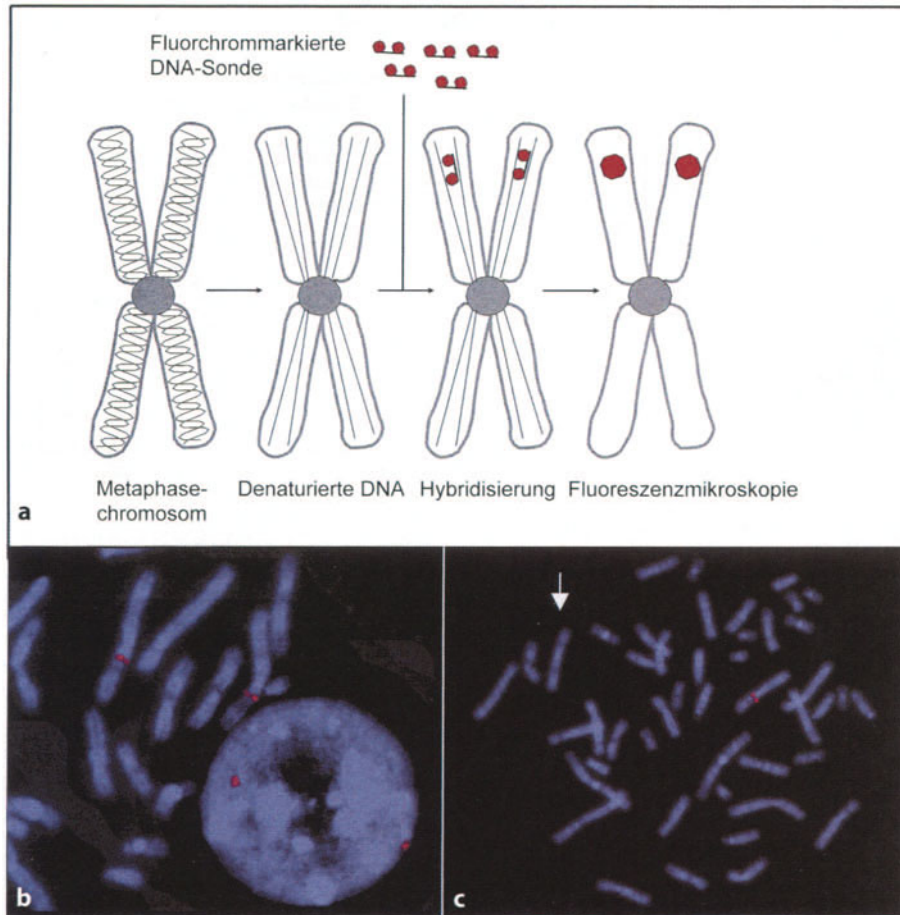 Fluorchrommarkierte
DNA-Sonde
Metaphase-
chromosom
Denaturierte DNA
Hybridisierung
Fluoreszenzmikroskopie
a
b
c